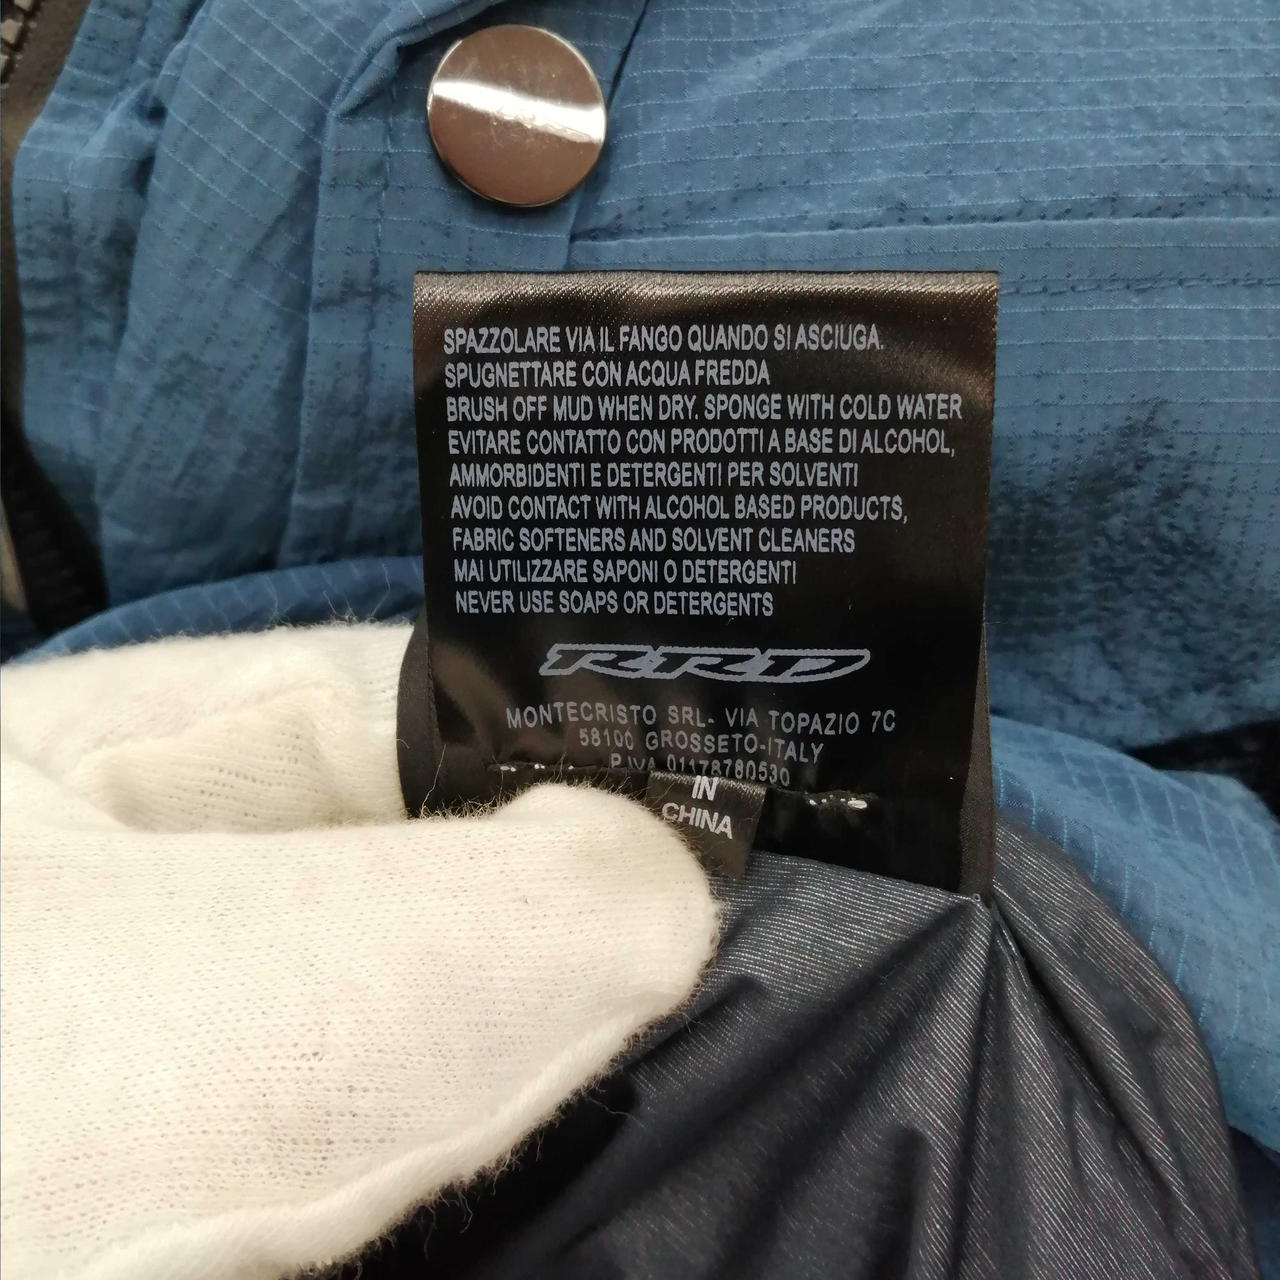 SPAZZOLARE VIA IL FANGO QUANDO SI ASCIUGA.
SPUGNETTARE CON ACQUA FREDDA
BRUSH OFF MUD WHEN DRY. SPONGE WITH COLD WATER
EVITARE CONTATTO CON PRODOTTI A BASE DI ALCOHOL,
AMMORBIDENTI E DETERGENTI PER SOLVENTI
AVOID CONTACT WITH ALCOHOL BASED PRODUCTS,
FABRIC SOFTENERS AND SOLVENT CLEANERS
MAI UTILIZZARE SAPONI O DETERGENTI
NEVER USE SOAPS OR DETERGENTS
RRD
MONTECRISTO SRL- VIA TOPAZIO 7C
58100 GROSSETO-ITALY
P.IVA 01178780530
IN
CHINA